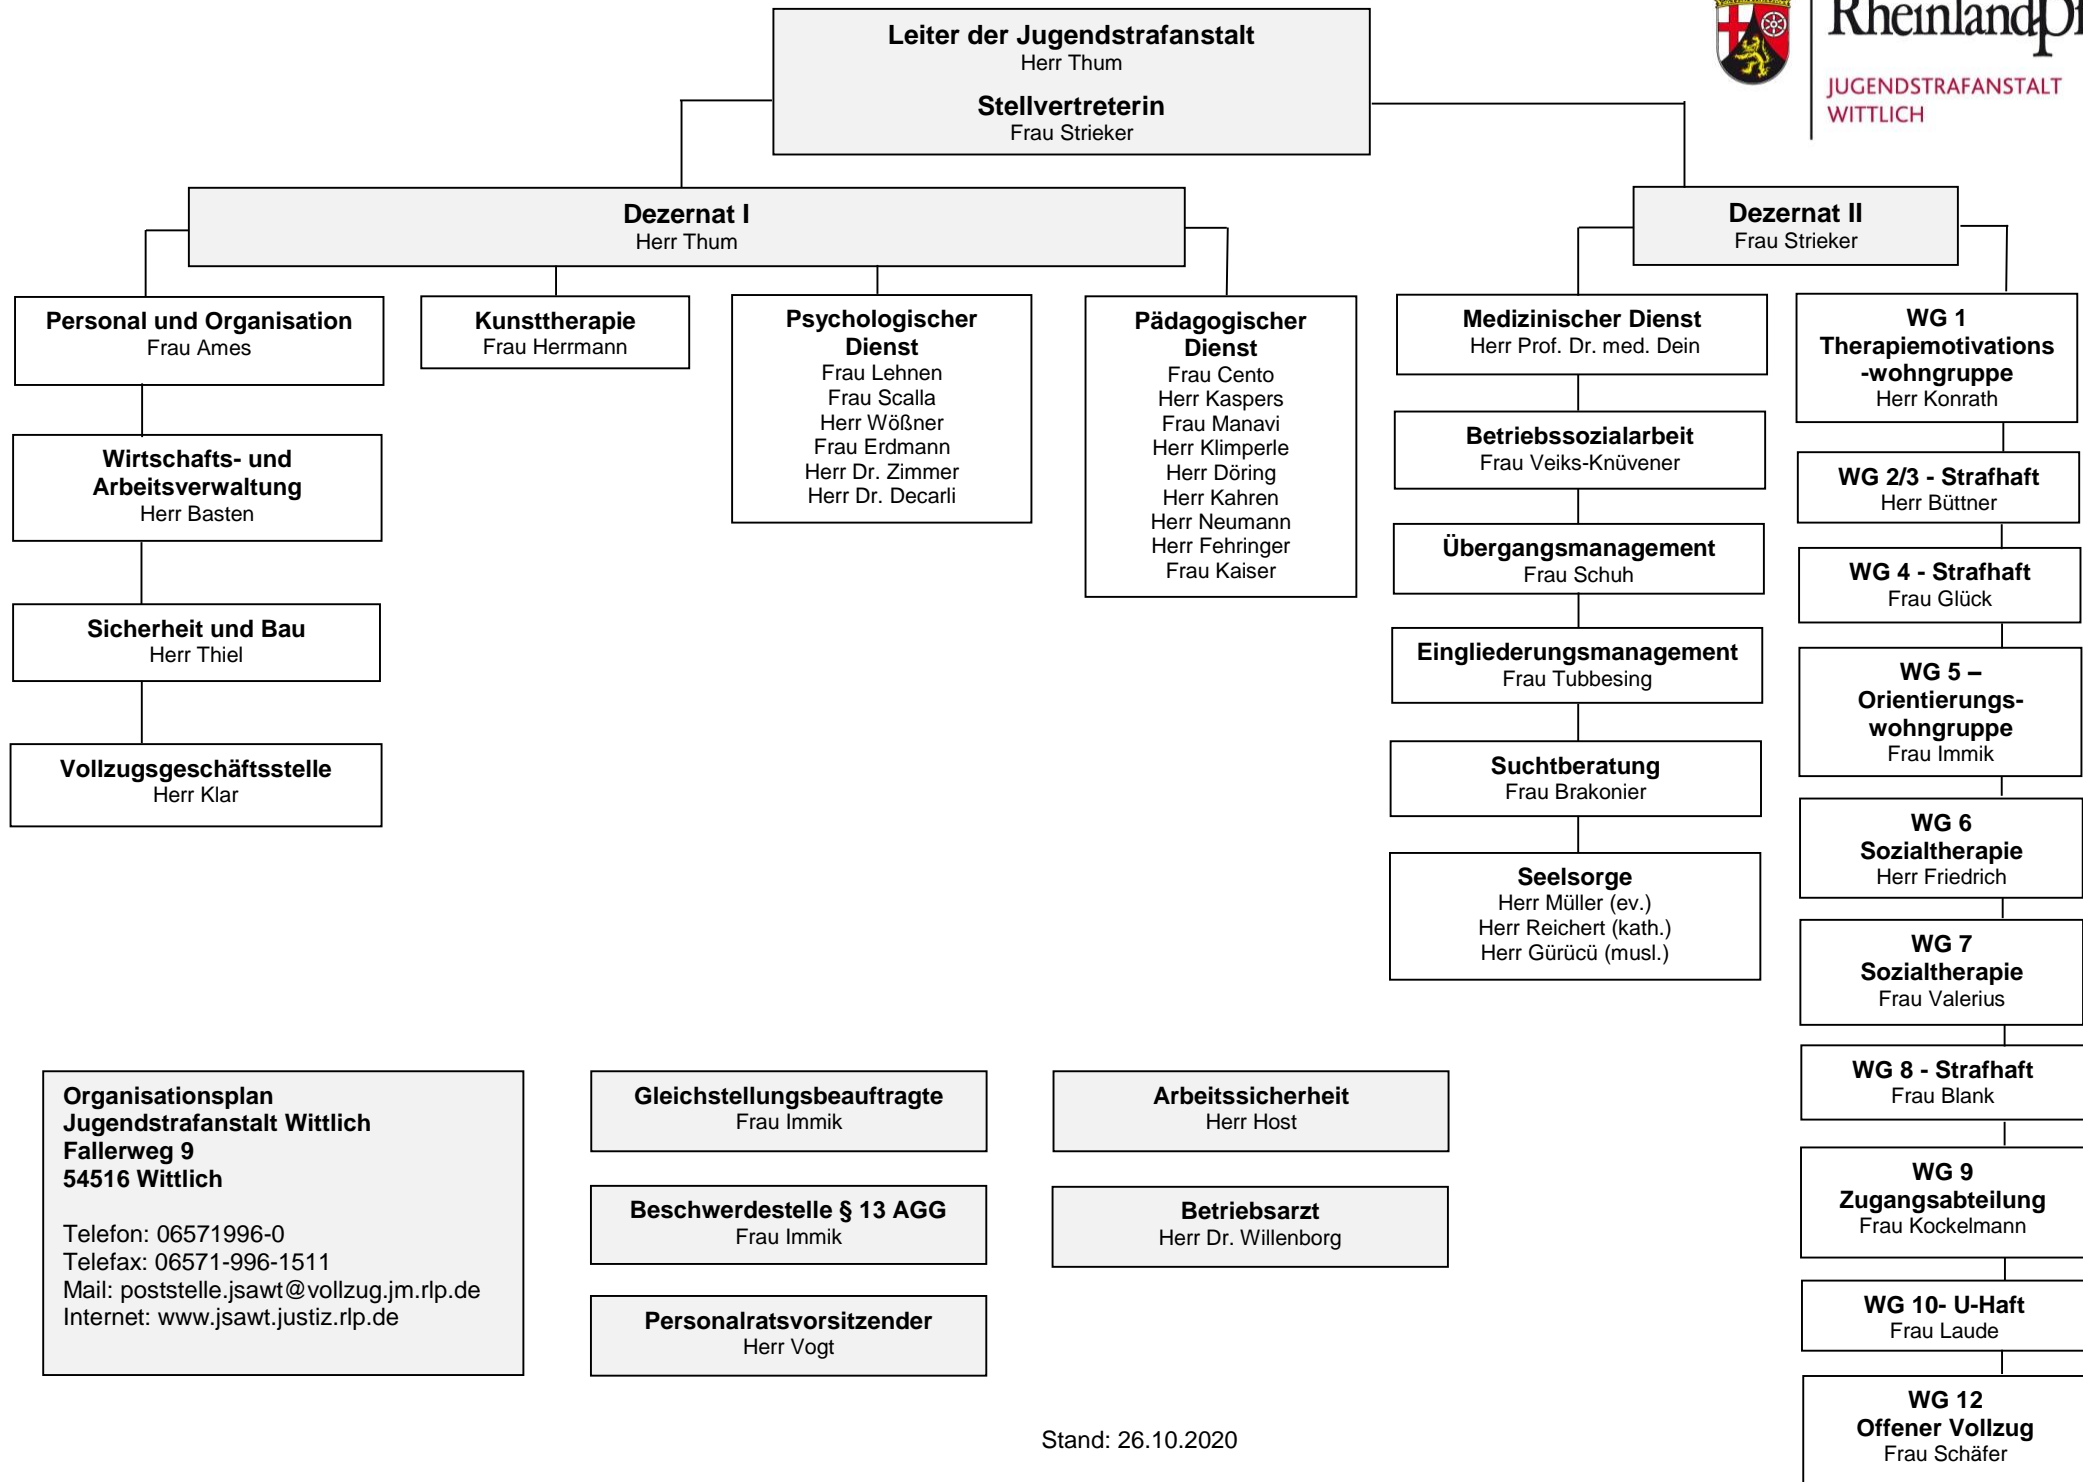 Leiter der Jugendstrafanstalt
Herr Thum
Stellvertreterin
Frau Strieker
JUGENDSTRAFANSTALT
WITTLICH
Dezernat I
Herr Thum
Dezernat II
Frau Strieker
Personal und Organisation
Frau Ames
Wirtschafts- und
Arbeitsverwaltung
Herr Basten
Sicherheit und Bau
Herr Thiel
Vollzugsgeschäftsstelle
Herr Klar
Kunsttherapie
Frau Herrmann
Psychologischer
Dienst
Frau Lehnen
Frau Scalla
Herr Wößner
Frau Erdmann
Herr Dr. Zimmer
Herr Dr. Decarli
Pädagogischer
Dienst
Frau Cento
Herr Kaspers
Frau Manavi
Herr Klimperle
Herr Döring
Herr Kahren
Herr Neumann
Herr Fehringer
Frau Kaiser
Medizinischer Dienst
Herr Prof. Dr. med. Dein
Betriebssozialarbeit
Frau Veiks-Knüvener
Übergangsmanagement
Frau Schuh
Eingliederungsmanagement
Frau Tubbesing
Suchtberatung
Frau Brakonier
Seelsorge
Herr Müller (ev.)
Herr Reichert (kath.)
Herr Gürücü (musl.)
WG 1
Therapiemotivations
-wohngruppe
Herr Konrath
WG 2/3 - Strafhaft
Herr Büttner
WG 4 - Strafhaft
Frau Glück
WG 5 –
Orientierungs-
wohngruppe
Frau Immik
WG 6
Sozialtherapie
Herr Friedrich
WG 7
Sozialtherapie
Frau Valerius
WG 8 - Strafhaft
Frau Blank
WG 9
Zugangsabteilung
Frau Kockelmann
WG 10- U-Haft
Frau Laude
WG 12
Offener Vollzug
Frau Schäfer
Organisationsplan
Jugendstrafanstalt Wittlich
Fallerweg 9
54516 Wittlich
Telefon: 06571996-0
Telefax: 06571-996-1511
Mail: poststelle.jsawt@vollzug.jm.rlp.de
Internet: www.jsawt.justiz.rlp.de
Gleichstellungsbeauftragte
Frau Immik
Beschwerdestelle § 13 AGG
Frau Immik
Personalratsvorsitzender
Herr Vogt
Arbeitssicherheit
Herr Host
Betriebsarzt
Herr Dr. Willenborg
Stand: 26.10.2020